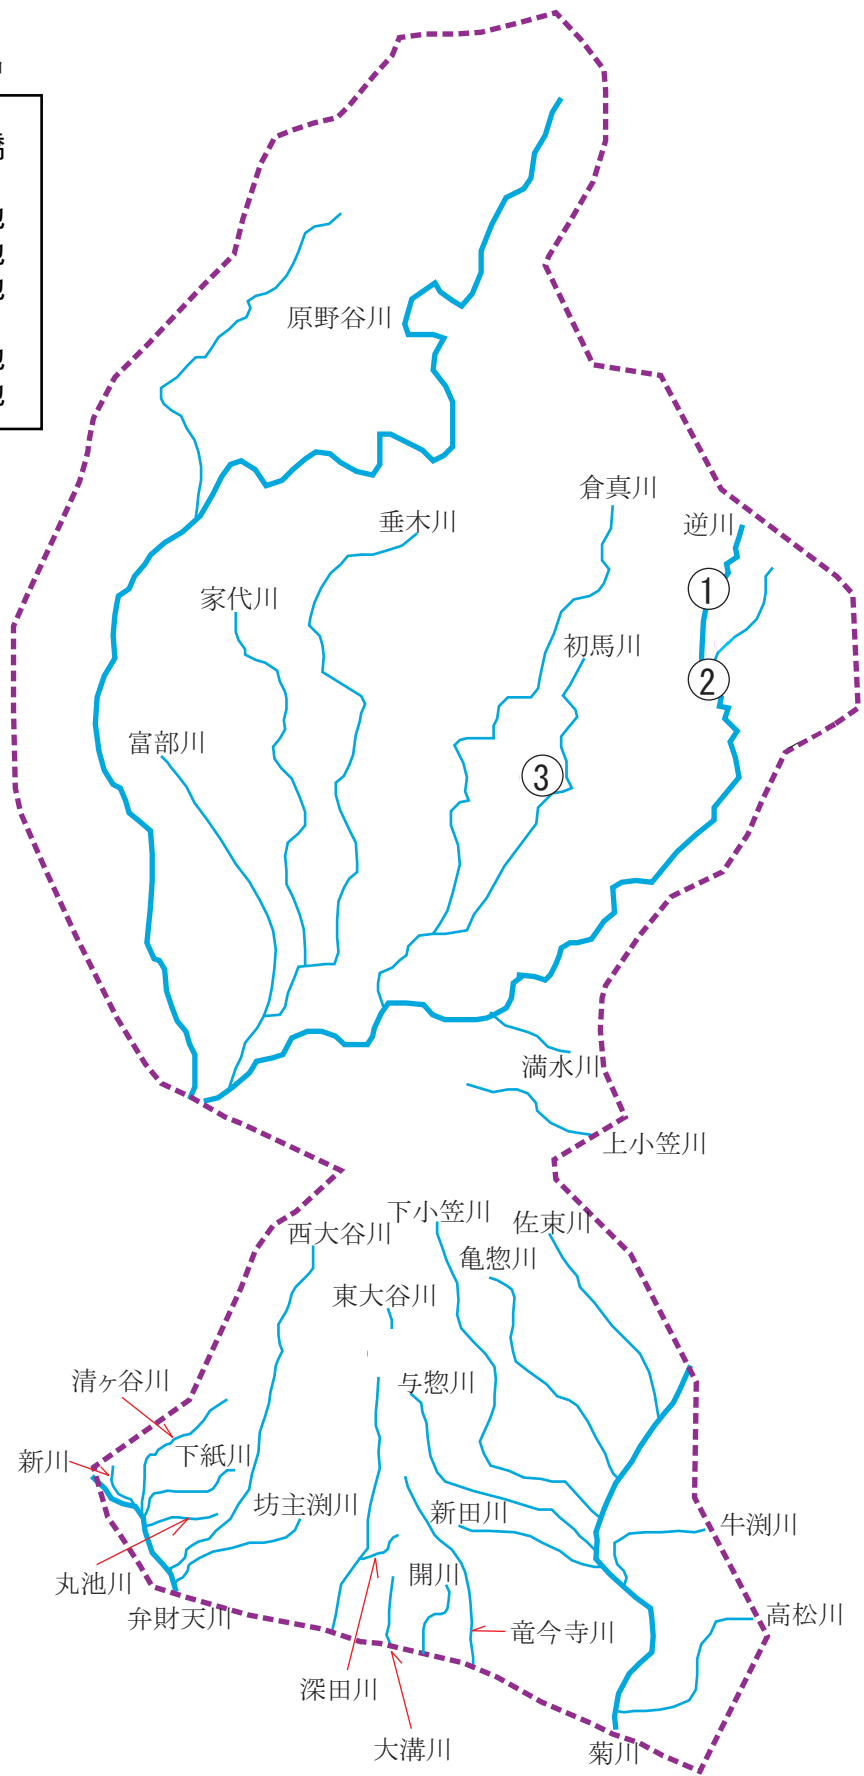 原野谷川
倉真川
垂木川
逆川
①
家代川
初馬川
②
富部川
③
満水川
上小笠川
下小笠川
佐束川
西大谷川
亀惣川
東大谷川
清ヶ谷川
与惣川
下紙川
新川
坊主渕川
新田川
牛渕川
開川
丸池川
弁財天川
高松川
竜今寺川
深田川
大溝川
菊川